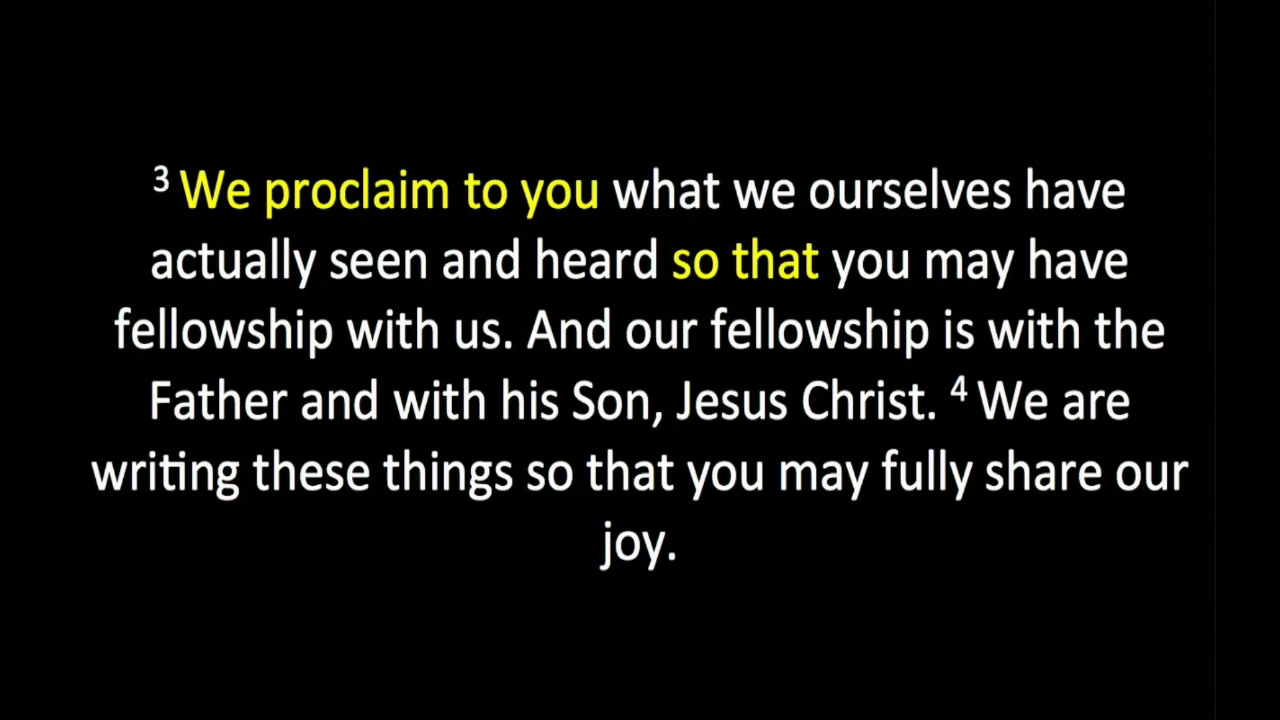 ³ We proclaim to you what we ourselves have
actually seen and heard so that you may have
fellowship with us. And our fellowship is with the
Father and with his Son, Jesus Christ. ⁴ We are
writing these things so that you may fully share our
joy.